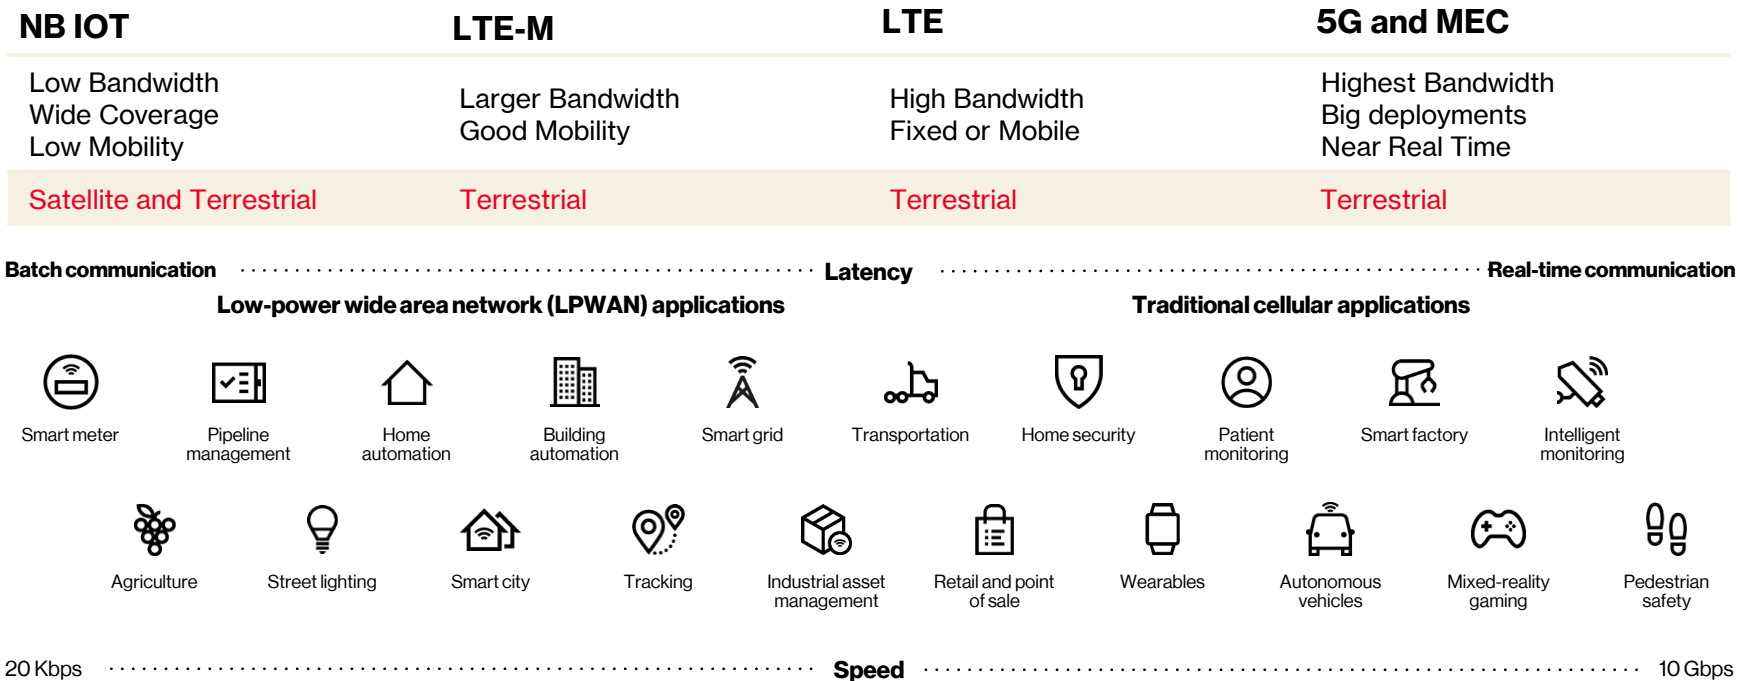 NB IOT
LTE-M
LTE
5G and MEC
Low Bandwidth
Wide Coverage
Low Mobility
Larger Bandwidth
Good Mobility
High Bandwidth
Fixed or Mobile
Highest Bandwidth
Big deployments
Near Real Time
Satellite and Terrestrial
Terrestrial
Terrestrial
Terrestrial
Batch communication
Latency
Real-time communication
Low-power wide area network (LPWAN) applications
Traditional cellular applications
Smart meter
Pipeline
management
Home
automation
Building
automation
Smart grid
Transportation
Home security
Patient
monitoring
Smart factory
Intelligent
monitoring
Agriculture
Street lighting
Smart city
Tracking
Industrial asset
management
Retail and point
of sale
Wearables
Autonomous
vehicles
Mixed-reality
gaming
Pedestrian
safety
20 Kbps
Speed
10 Gbps